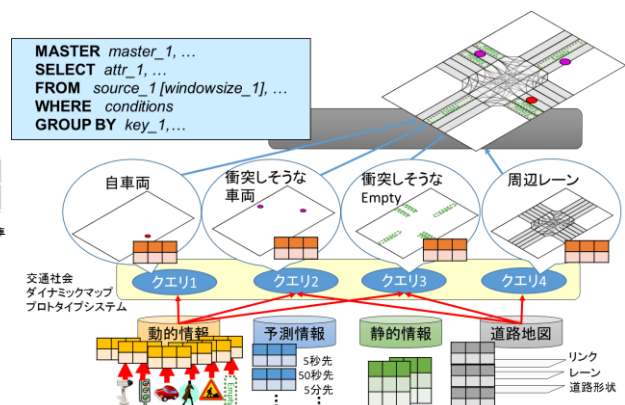 MASTER master_1, …
SELECT attr_1, …
FROM source_1 [windowsize_1], …
WHERE conditions
GROUP BY key_1,…
自車両
衝突しそうな
車両
衝突しそうな
Empty
周辺レーン
交通社会
ダイナミックマップ
プロトタイプシステム
クエリ1
クエリ2
クエリ3
クエリ4
動的情報
予測情報
静的情報
道路地図
5秒先
50秒先
5分先
リンク
レーン
道路形状